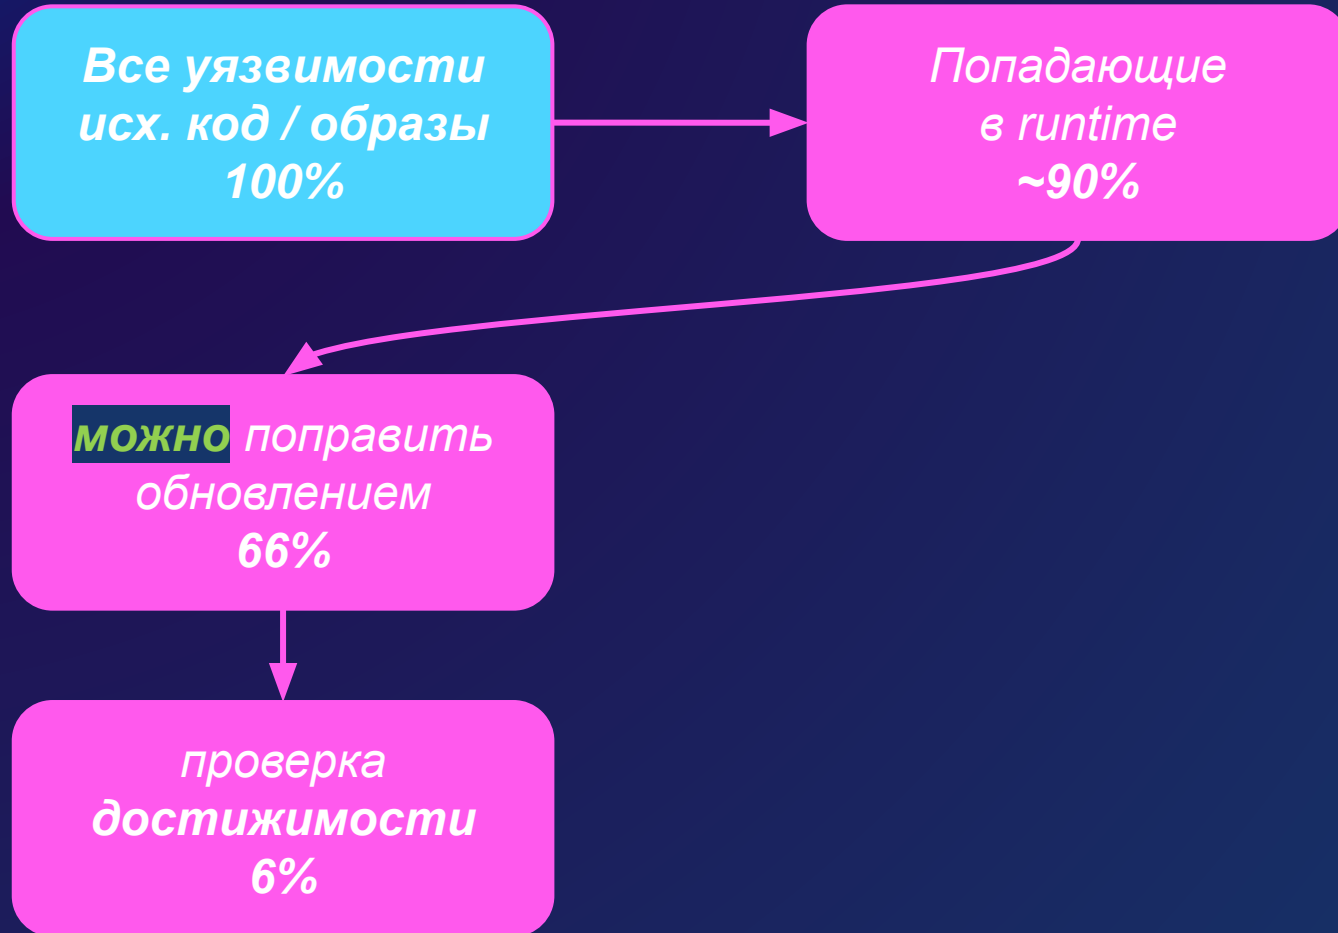 Все уязвимости
исх. код / образы
100%
Попадающие
в runtime
~90%
можно поправить
обновлением
66%
проверка
достижимости
6%